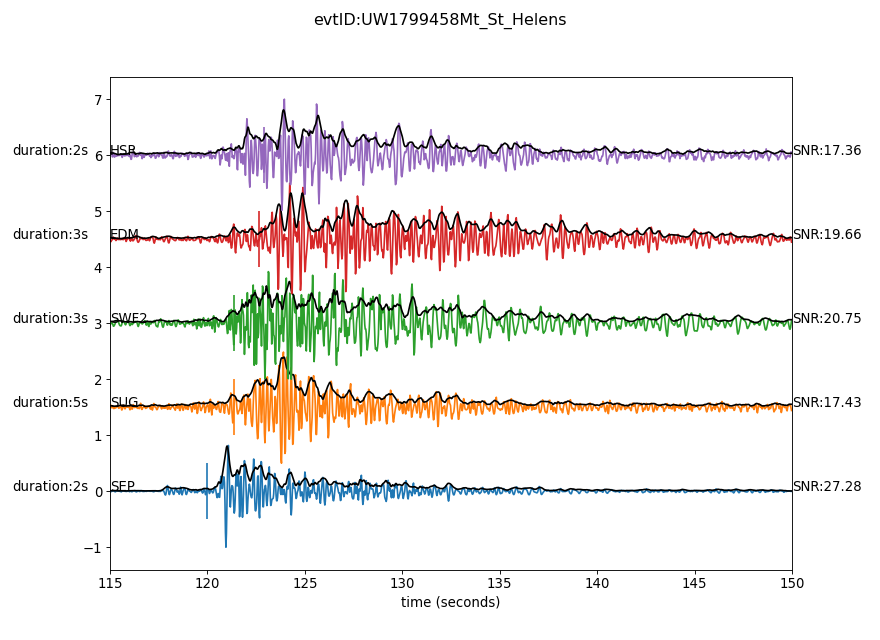 evtID:UW1799458Mt_St_Helens
7
duration:2s HSR SNR:17.36
6
5
duration:3s EDM SNR:19.66
4
duration:3s SWF2 SNR:20.75
3
2
duration:5s SUG SNR:17.43
1
duration:2s SEP SNR:27.28
0
−1
115 120 125 130 135 140 145 150
time (seconds)